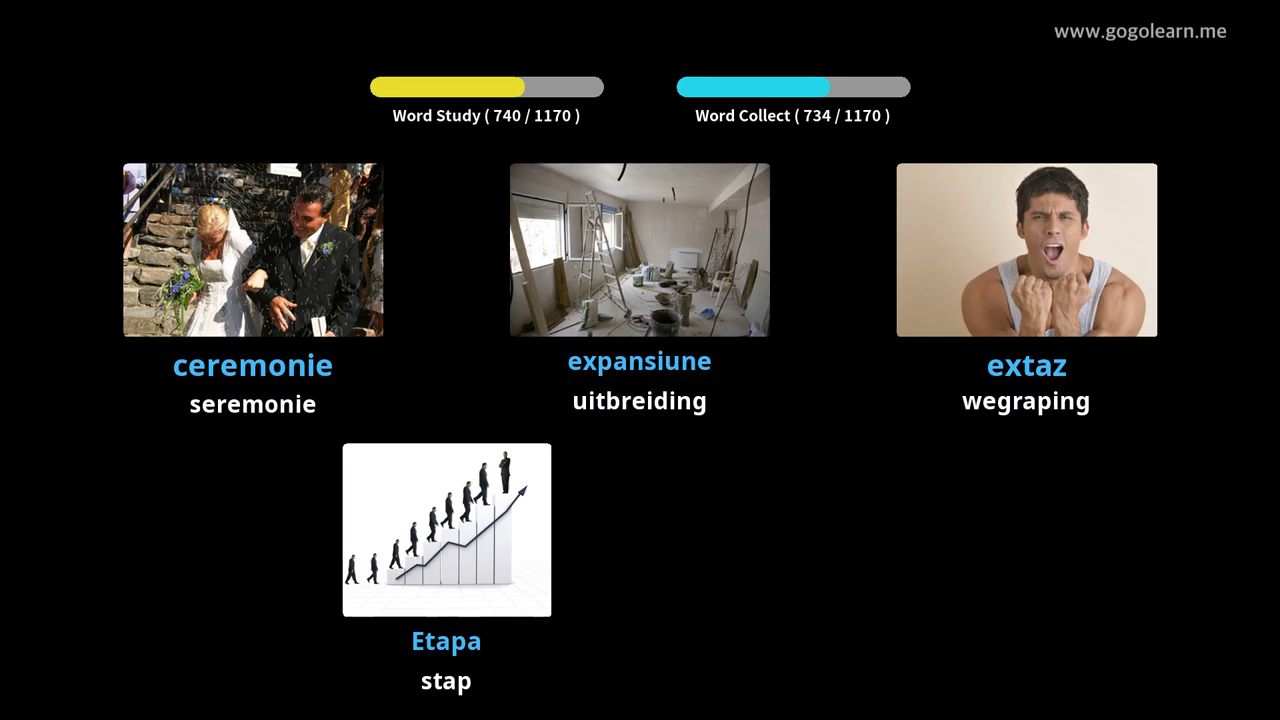 www.gogolearn.me
Word Study ( 740 / 1170 )
Word Collect ( 734 / 1170 )
ceremonie
seremonie
expansiune
uitbreiding
extaz
wegraping
Etapa
stap